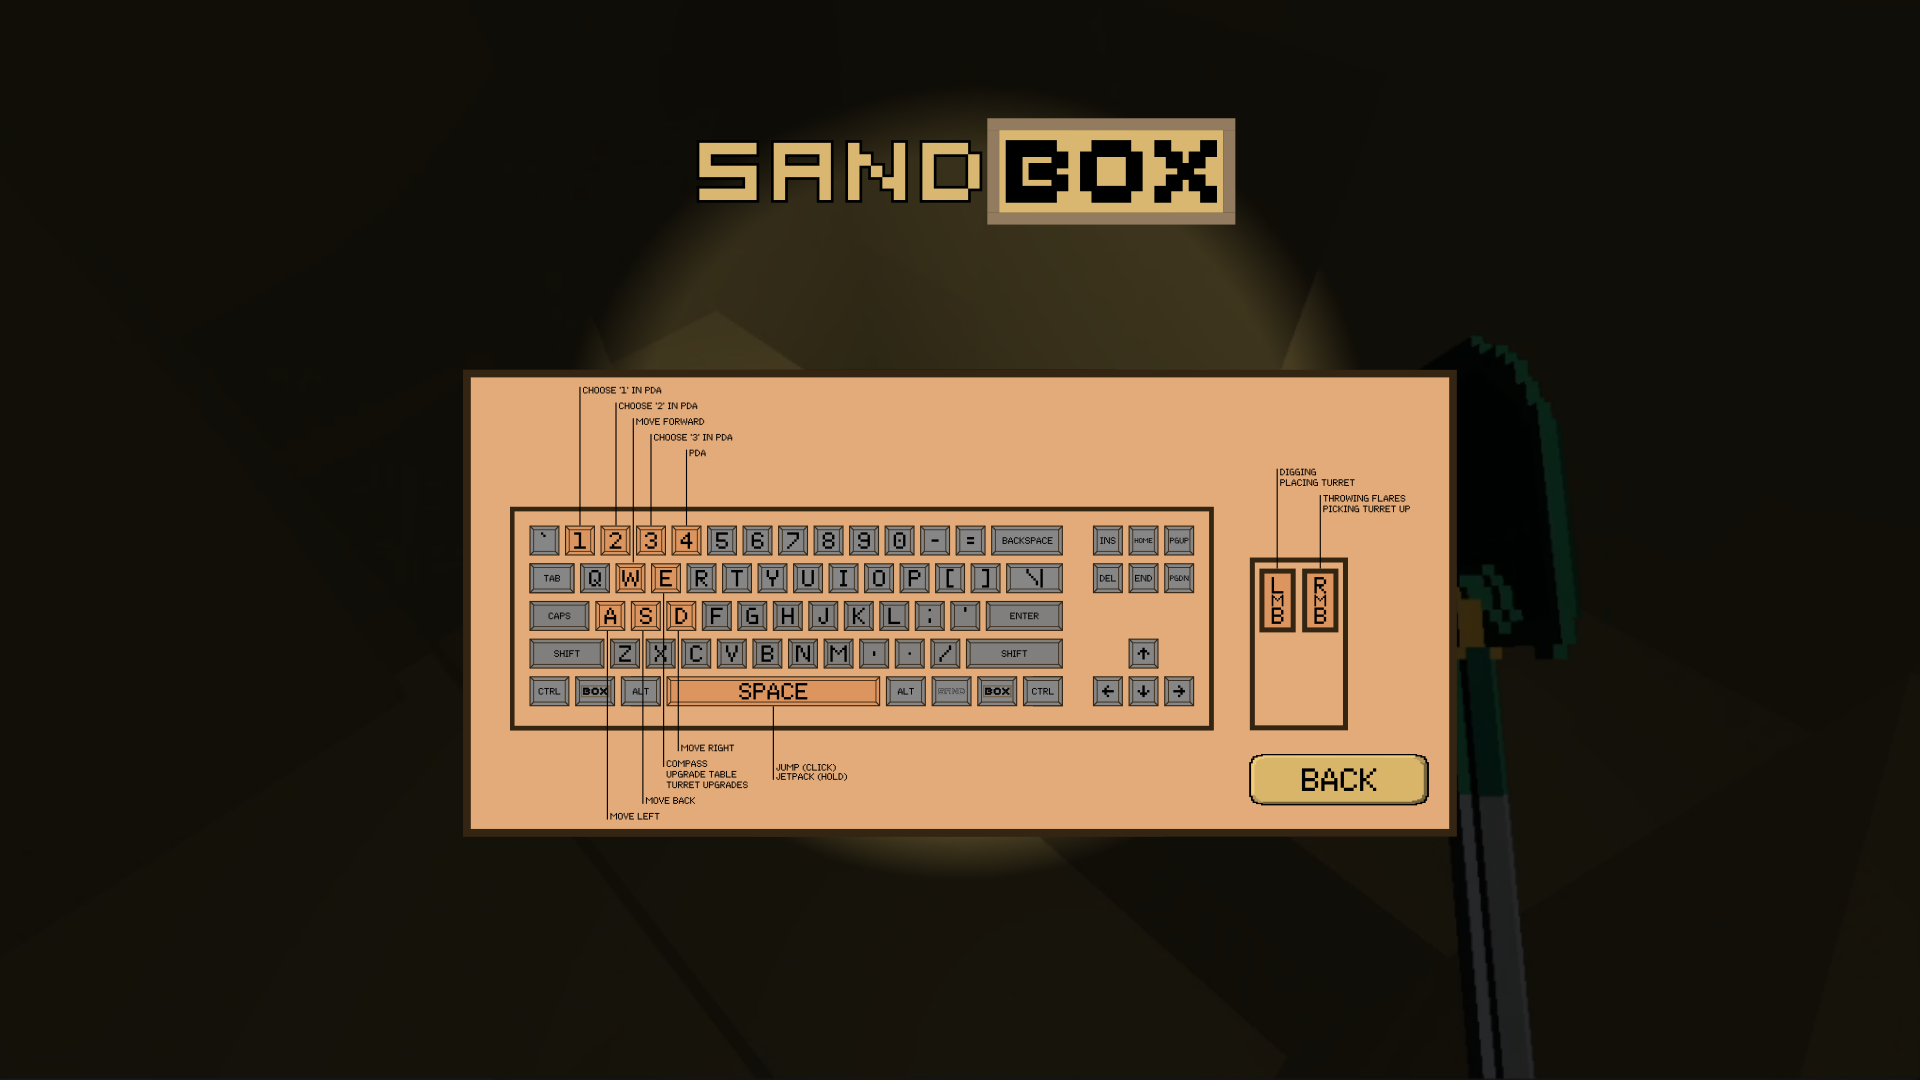 SANDBOX
CHOOSE '1' IN PDA
CHOOSE '2' IN PDA
MOVE FORWARD
CHOOSE '3' IN PDA
PDA
DIGGING
PLACING TURRET
THROWING FLARES
PICKING TURRET UP
` 1 2 3 4 5 6 7 8 9 0 - = BACKSPACE INS HOME PGUP
TAB Q W E R T Y U I O P [ ] \| DEL END PGDN
LMB RMB
CAPS A S D F G H J K L ; ' ENTER
SHIFT Z X C V B N M , . / SHIFT ↑
CTRL BOX ALT SPACE ALT SAND BOX CTRL ← ↓ →
MOVE RIGHT
COMPASS
UPGRADE TABLE
TURRET UPGRADES
JUMP (CLICK)
JETPACK (HOLD)
MOVE BACK
MOVE LEFT
BACK